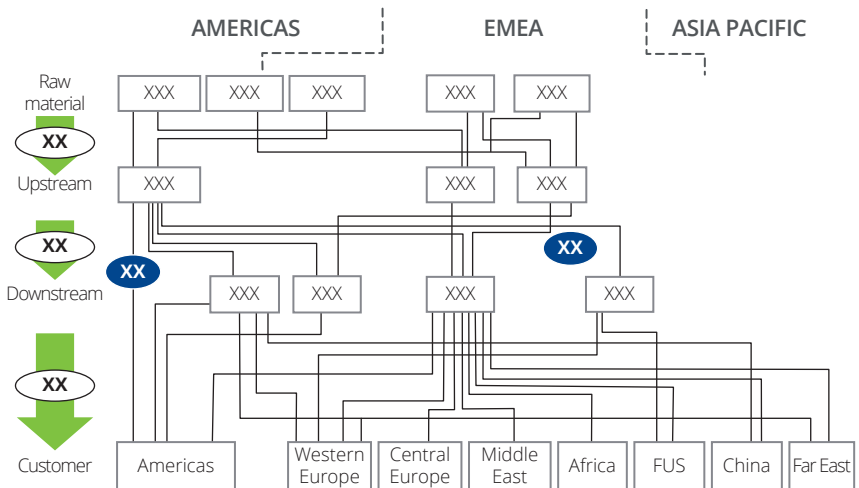 AMERICAS EMEA ASIA PACIFIC
Raw
material
XXX XXX XXX XXX XXX
XX
Upstream
XXX XXX XXX
XX
XX
XX
Downstream
XXX XXX XXX XXX
XX
Customer
Americas
Western
Europe
Central
Europe
Middle
East
Africa
FUS
China
Far East